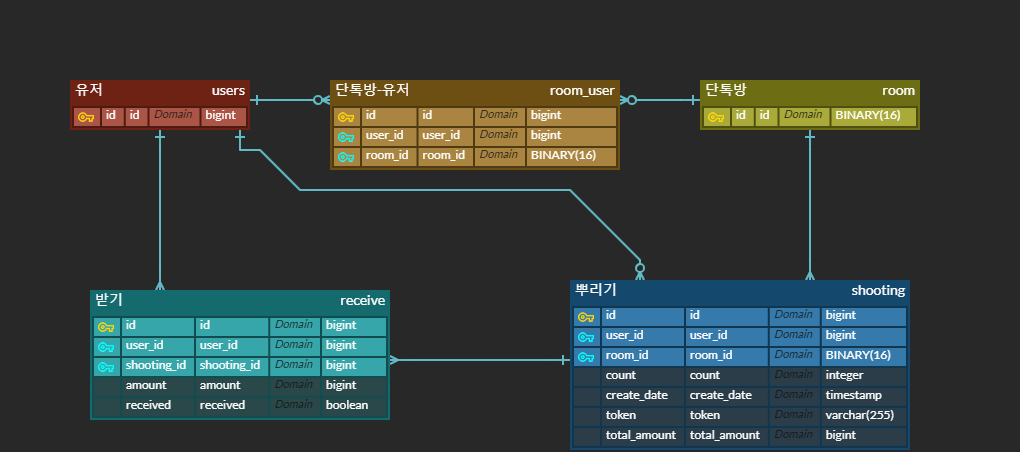 유저 users
id id Domain bigint
단톡방-유저 room_user
id id Domain bigint
user_id user_id Domain bigint
room_id room_id Domain BINARY(16)
단톡방 room
id id Domain BINARY(16)
받기 receive
id id Domain bigint
user_id user_id Domain bigint
shooting_id shooting_id Domain bigint
amount amount Domain bigint
received received Domain boolean
뿌리기 shooting
id id Domain bigint
user_id user_id Domain bigint
room_id room_id Domain BINARY(16)
count count Domain integer
create_date create_date Domain timestamp
token token Domain varchar(255)
total_amount total_amount Domain bigint